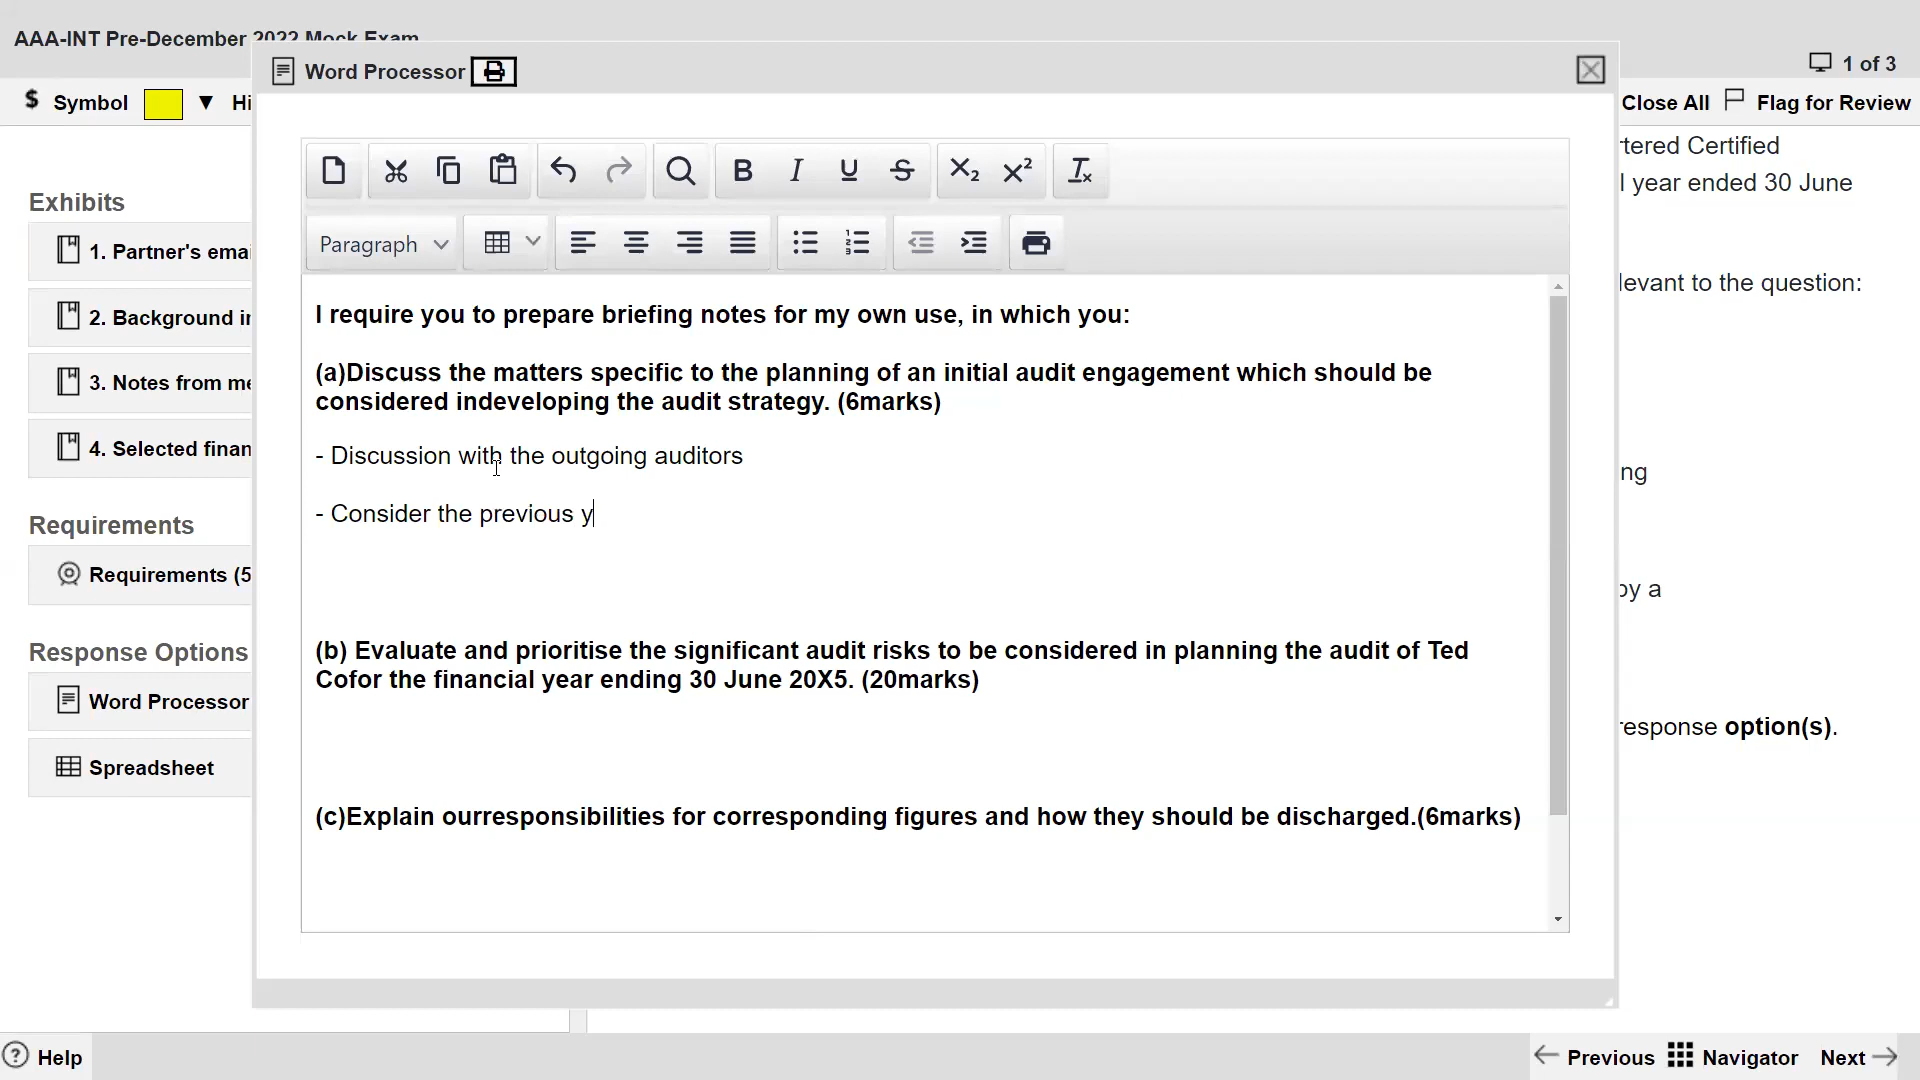 AAA-INT Pre-December 2022 Mock Exam
Word Processor
1 of 3
$ Symbol
Hi
Close All
Flag for Review
rtered Certified
l year ended 30 June
Exhibits
1. Partner's emai
levant to the question:
2. Background in
3. Notes from me
4. Selected finan
ng
Requirements
Requirements (5
by a
Response Options
Word Processor
response option(s).
Spreadsheet
Paragraph
I require you to prepare briefing notes for my own use, in which you:
(a)Discuss the matters specific to the planning of an initial audit engagement which should be
considered indeveloping the audit strategy. (6marks)
- Discussion with the outgoing auditors
- Consider the previous y
(b) Evaluate and prioritise the significant audit risks to be considered in planning the audit of Ted
Cofor the financial year ending 30 June 20X5. (20marks)
(c)Explain ourresponsibilities for corresponding figures and how they should be discharged.(6marks)
Help
Previous
Navigator
Next